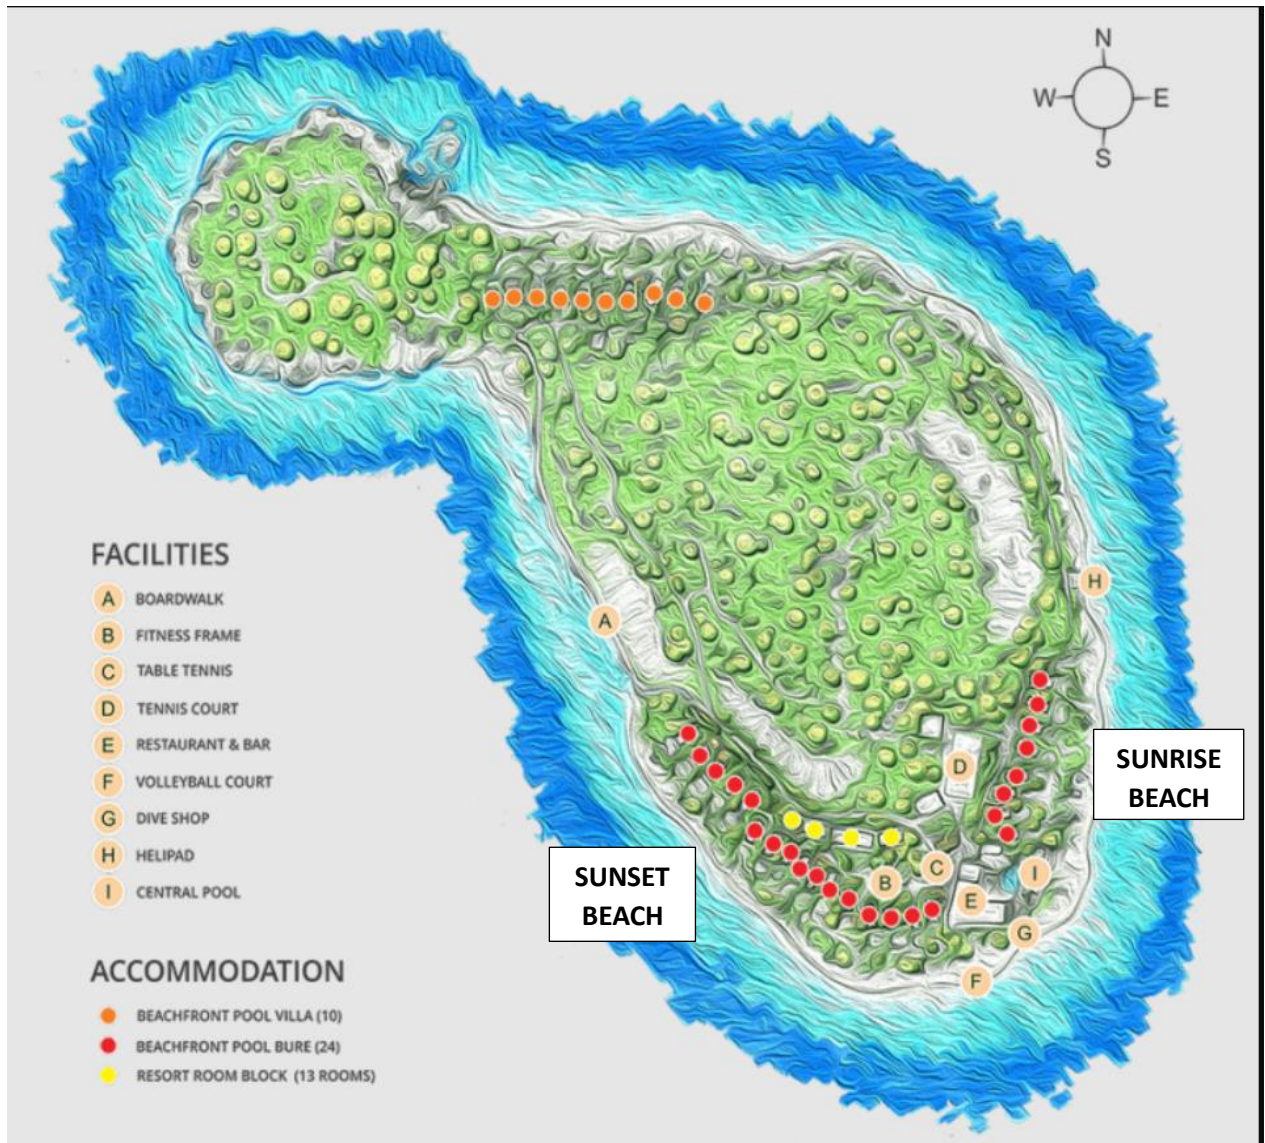 N
W E
S
FACILITIES
A BOARDWALK
B FITNESS FRAME
C TABLE TENNIS
D TENNIS COURT
E RESTAURANT & BAR
F VOLLEYBALL COURT
G DIVE SHOP
H HELIPAD
I CENTRAL POOL
ACCOMMODATION
BEACHFRONT POOL VILLA (10)
BEACHFRONT POOL BURE (24)
RESORT ROOM BLOCK (13 ROOMS)
H
A
SUNRISE
BEACH
D
SUNSET
BEACH
C
I
B
E
G
F